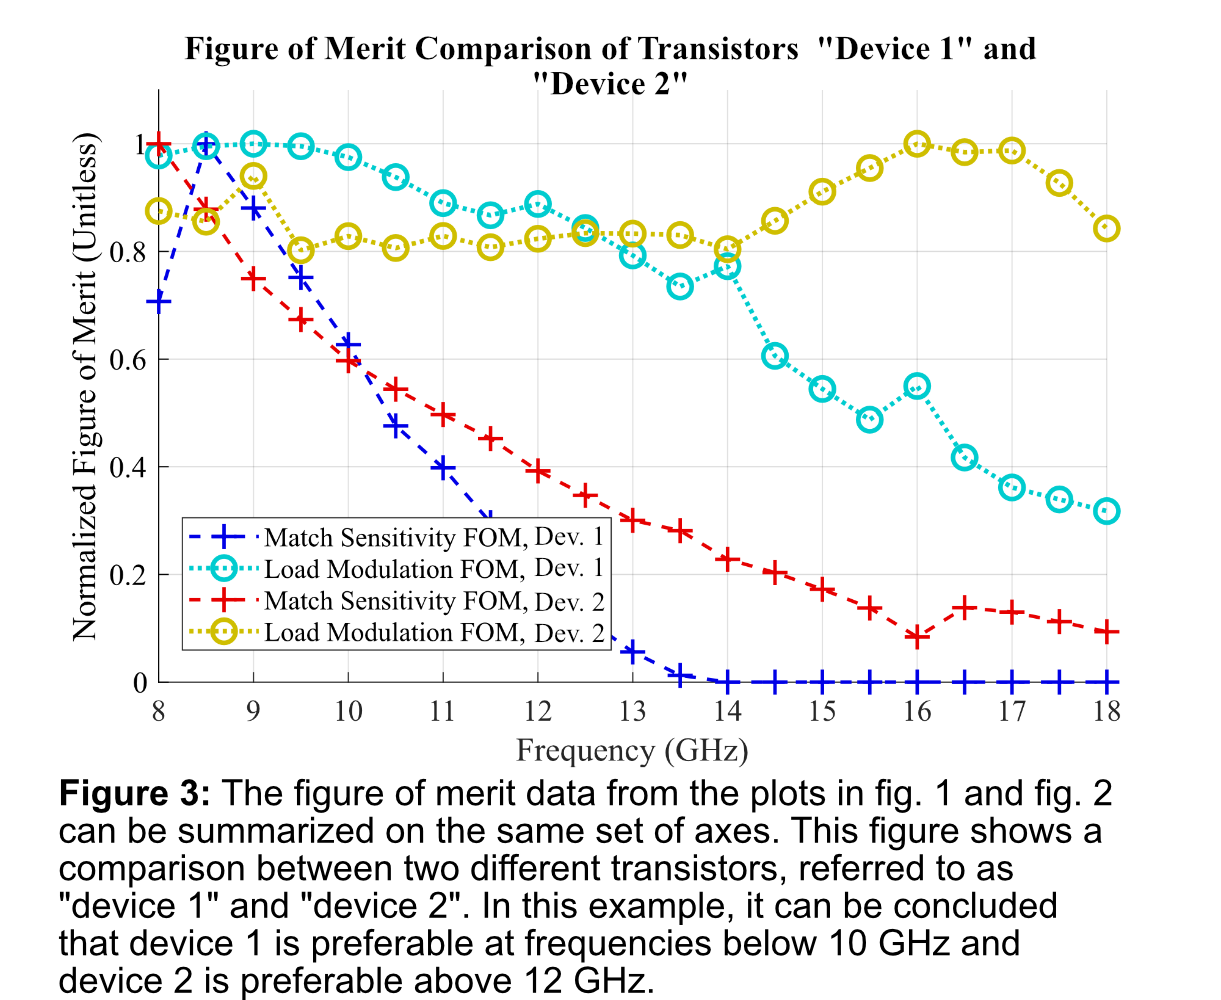 Figure of Merit Comparison of Transistors "Device 1" and
"Device 2"
Normalized Figure of Merit (Unitless)
1
0.8
0.6
0.4
0.2
0
Match Sensitivity FOM, Dev. 1
Load Modulation FOM, Dev. 1
Match Sensitivity FOM, Dev. 2
Load Modulation FOM, Dev. 2
8 9 10 11 12 13 14 15 16 17 18
Frequency (GHz)
Figure 3: The figure of merit data from the plots in fig. 1 and fig. 2
can be summarized on the same set of axes. This figure shows a
comparison between two different transistors, referred to as
"device 1" and "device 2". In this example, it can be concluded
that device 1 is preferable at frequencies below 10 GHz and
device 2 is preferable above 12 GHz.